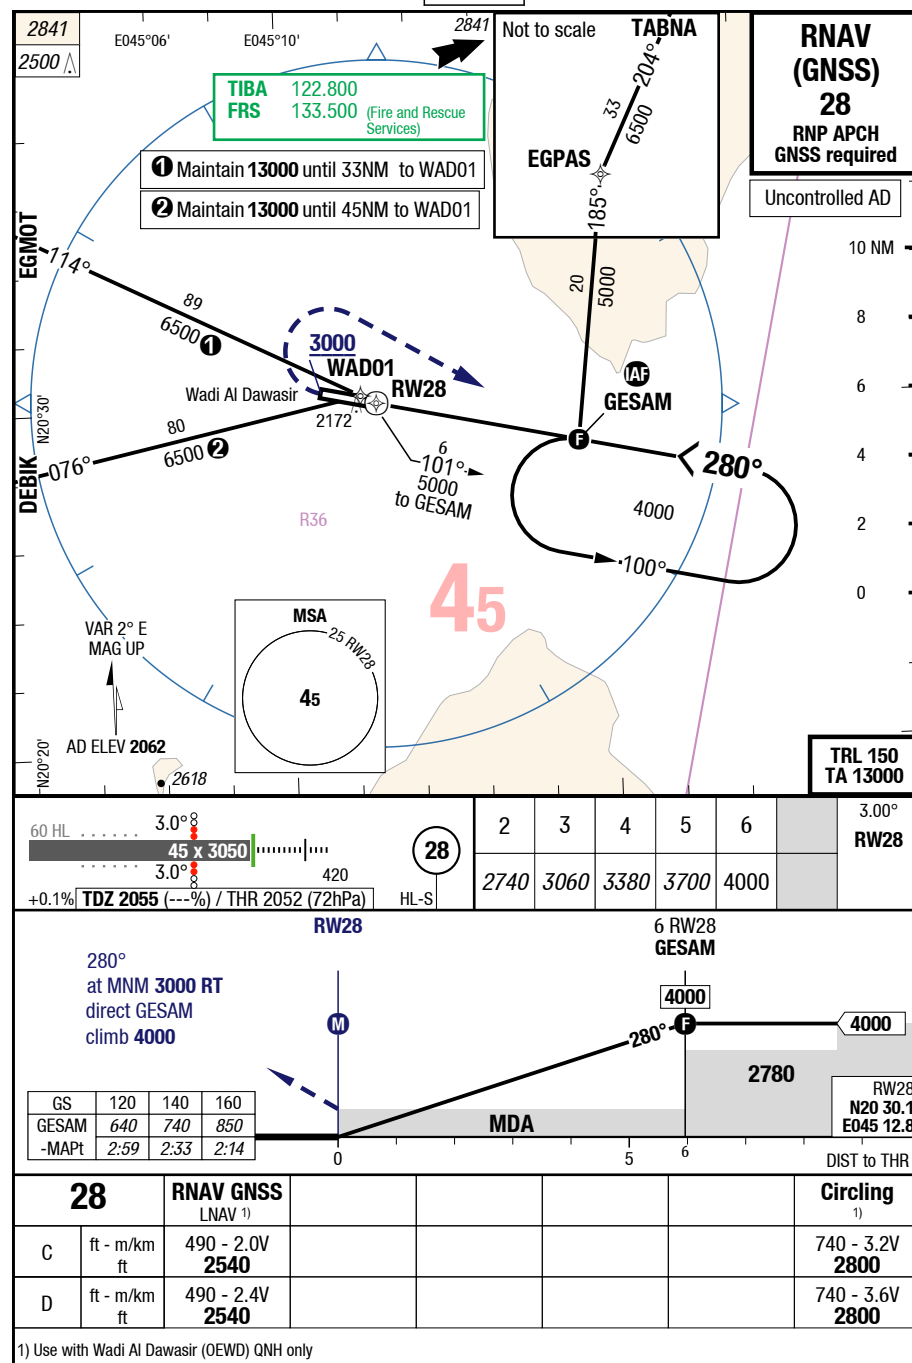 2841
2500
E045°06'
E045°10'
2841
Not to scale
TABNA
204°
33
6500
EGPAS
185°
20
5000
RNAV
(GNSS)
28
RNP APCH
GNSS required
Uncontrolled AD
TIBA 122.800
FRS 133.500 (Fire and Rescue
Services)
1 Maintain 13000 until 33NM to WAD01
2 Maintain 13000 until 45NM to WAD01
10 NM
8
6
4
2
0
EGMOT
114°
89
6500 1
3000
WAD01
RW28
Wadi Al Dawasir
2172
IAF
GESAM
F
N20°30'
80
6500 2
DEBIK
076°
6
101°
5000
to GESAM
280°
4000
100°
R36
45
MSA
25 RW28
45
VAR 2° E
MAG UP
AD ELEV 2062
N20°20'
2618
TRL 150
TA 13000
60 HL
3.0°
45 x 3050
3.0°
420
+0.1% TDZ 2055 (---%) / THR 2052 (72hPa)
28
HL-S
2 3 4 5 6
2740 3060 3380 3700 4000
3.00°
RW28
RW28
6 RW28
GESAM
280°
at MNM 3000 RT
direct GESAM
climb 4000
M
4000
F
280°
4000
2780
MDA
RW28
N20 30.1
E045 12.8
GS 120 140 160
GESAM 640 740 850
-MAPt 2:59 2:33 2:14
0 5 6
DIST to THR
28 RNAV GNSS Circling
LNAV 1) 1)
C ft - m/km 490 - 2.0V 740 - 3.2V
ft 2540 2800
D ft - m/km 490 - 2.4V 740 - 3.6V
ft 2540 2800
1) Use with Wadi Al Dawasir (OEWD) QNH only